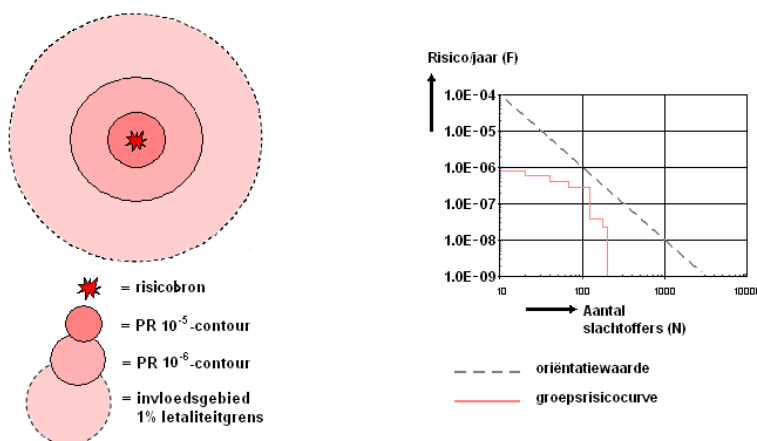 = risicobron
= PR 10⁻⁵-contour
= PR 10⁻⁶-contour
= invloedsgebied
1% letaliteitgrens
Risico/jaar (F)
1.0E-04
1.0E-05
1.0E-06
1.0E-07
1.0E-08
1.0E-09
10
100
1000
Aantal
slachtoffers (N)
oriëntatiewaarde
groepsrisicocurve